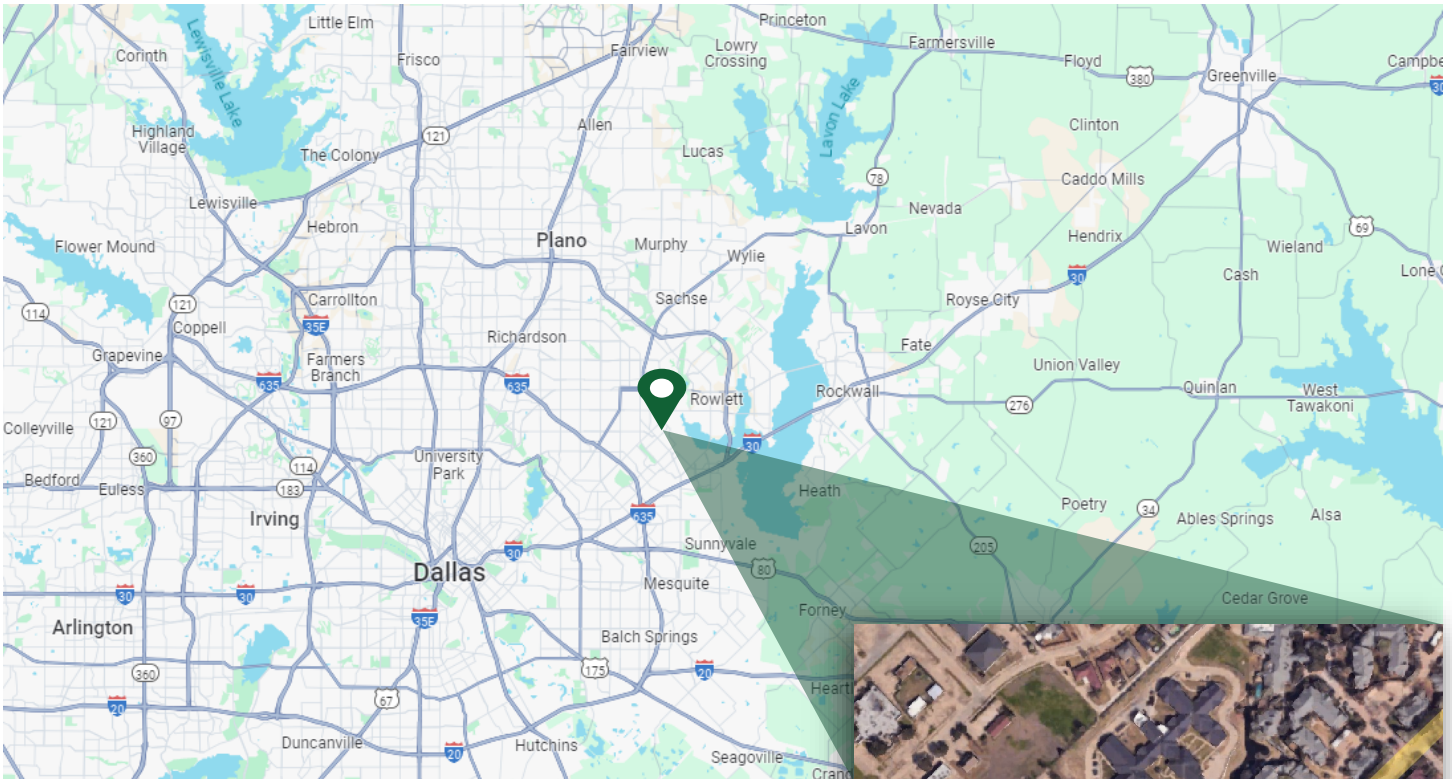 Princeton
Little Elm
Farmersville
Corinth
Lewisville Lake
Frisco
Fairview
Lowry
Crossing
Floyd
380
Greenville
30
Lavon Lake
121
Allen
Clinton
Highland
Village
The Colony
Lucas
78
Caddo Mills
Lewisville
Nevada
Hebron
Lavon
Hendrix
69
Flower Mound
Plano
Murphy
Wylie
Wieland
Cash
30
114
121
Carrollton
Sachse
Royse City
Coppell
35E
Richardson
Fate
Grapevine
Farmers
Branch
635
635
Union Valley
Rockwall
Quinlan
West
Tawakoni
Rowlett
276
Colleyville
121
97
30
360
University
Park
114
Bedford
Euless
183
Heath
Poetry
34
Irving
635
Ables Springs
Alsa
Sunnyvale
205
30
80
Dallas
Mesquite
30
30
Cedar Grove
Forney
35E
Arlington
Balch Springs
175
20
360
67
20
Duncanville
20
Hutchins
Seagoville